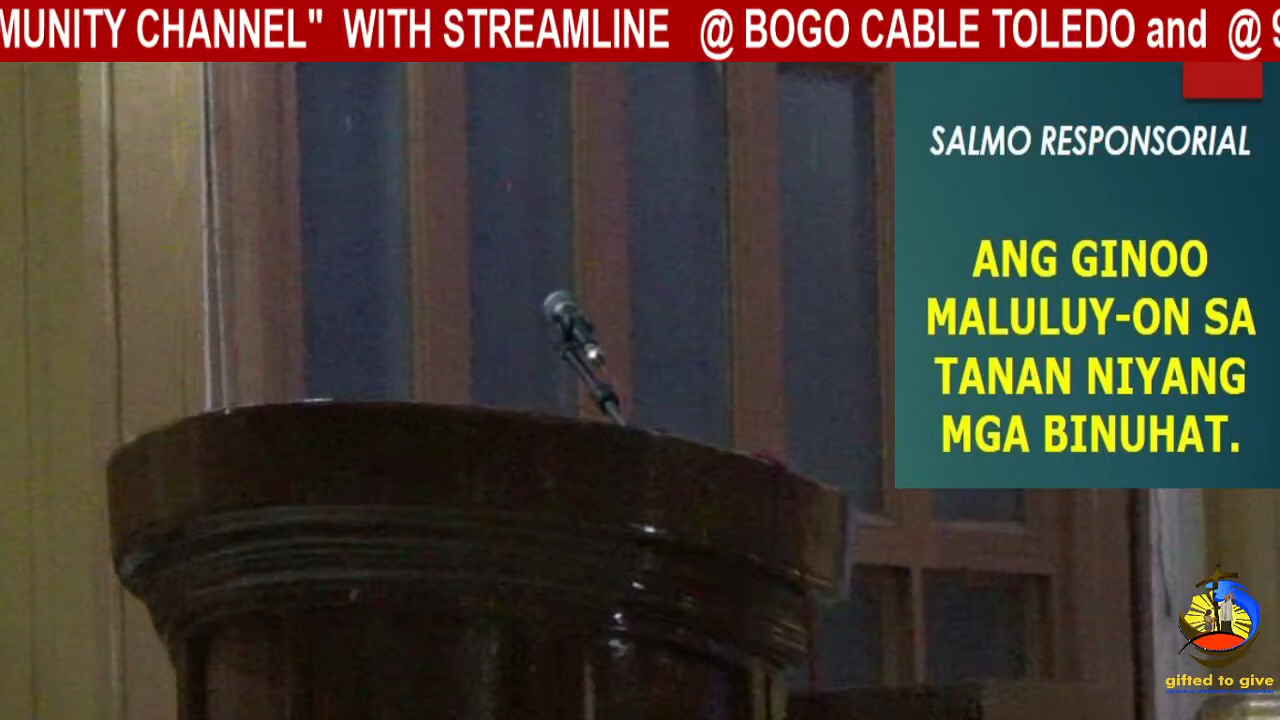 MUNITY CHANNEL" WITH STREAMLINE @ BOGO CABLE TOLEDO and @
SALMO RESPONSORIAL
ANG GINOO
MALULUY-ON SA
TANAN NIYANG
MGA BINUHAT.
gifted to give